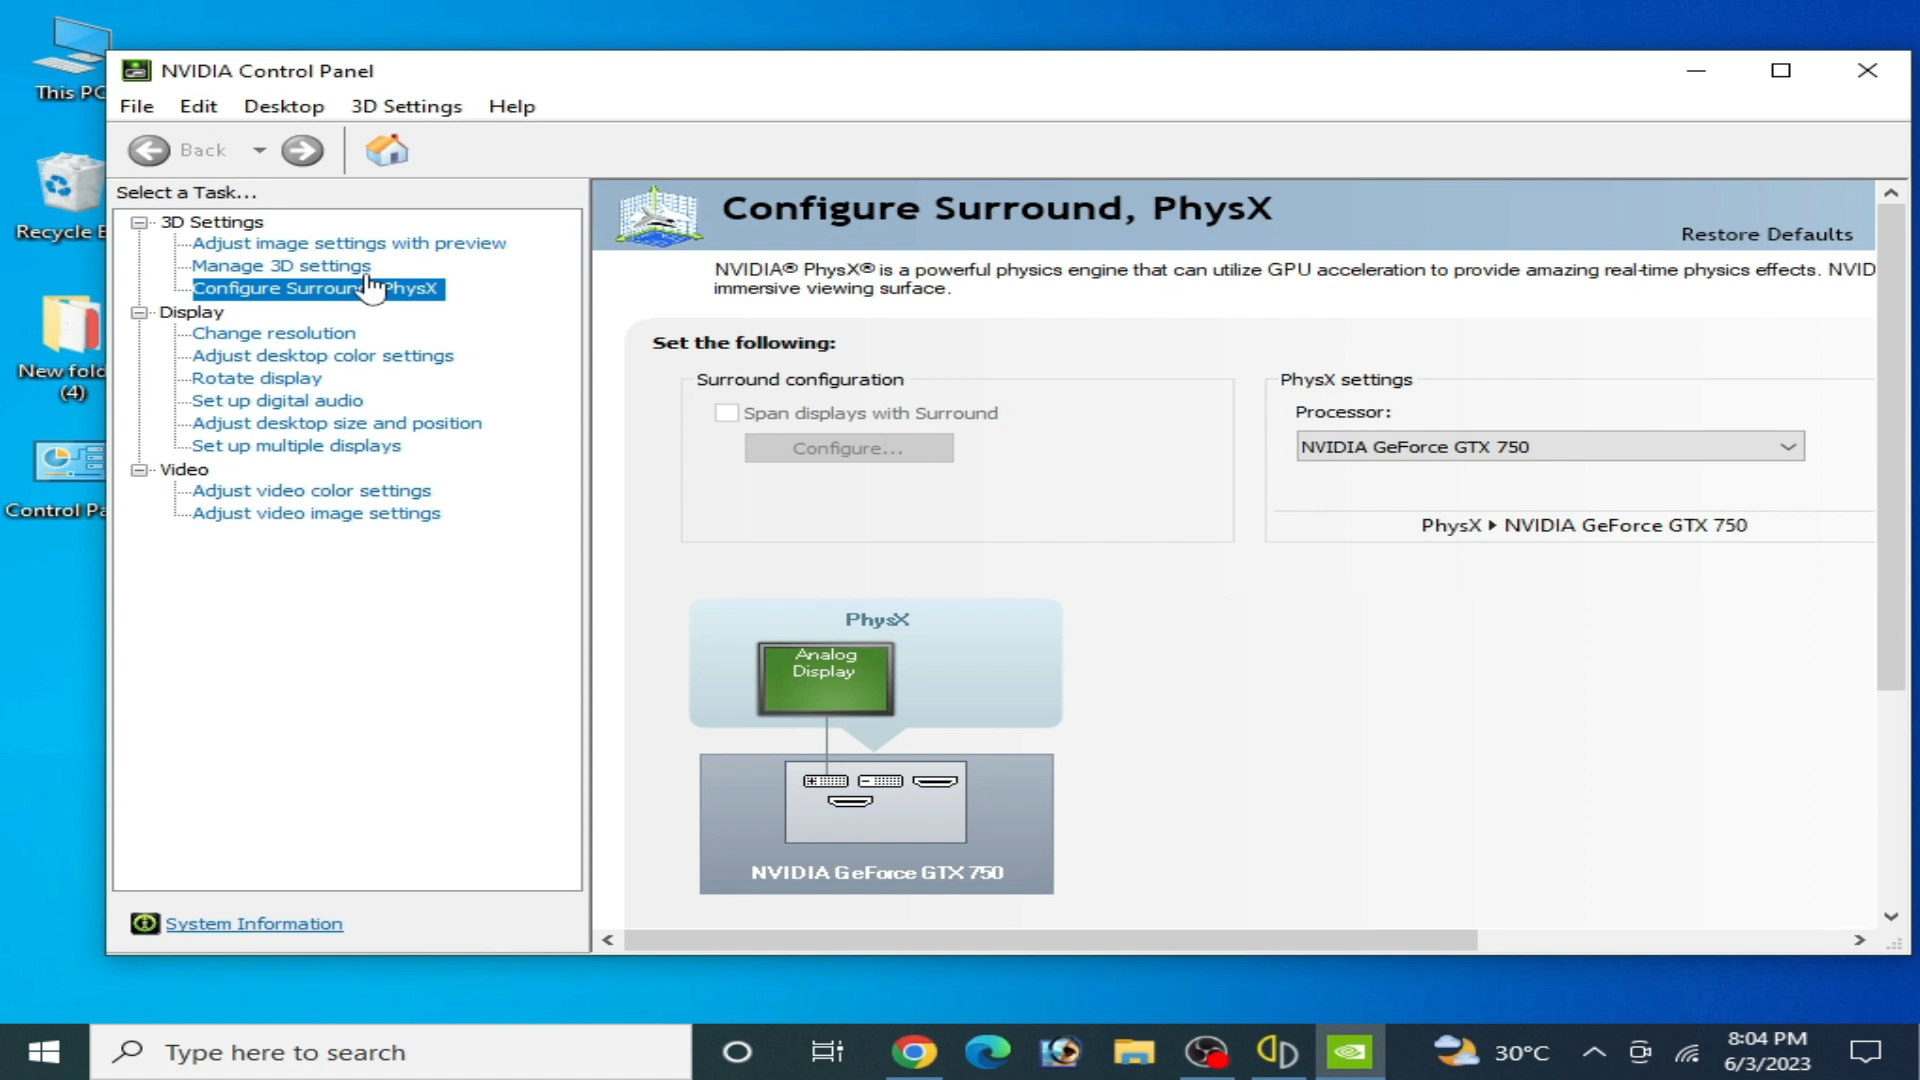 This PC
Recycle B
New fold
(4)
Control Pa
NVIDIA Control Panel
File Edit Desktop 3D Settings Help
Back
Select a Task...
3D Settings
Adjust image settings with preview
Manage 3D settings
Configure Surroun PhysX
Display
Change resolution
Adjust desktop color settings
Rotate display
Set up digital audio
Adjust desktop size and position
Set up multiple displays
Video
Adjust video color settings
Adjust video image settings
System Information
Configure Surround, PhysX
Restore Defaults
NVIDIA® PhysX® is a powerful physics engine that can utilize GPU acceleration to provide amazing real-time physics effects. NVID
immersive viewing surface.
Set the following:
Surround configuration
Span displays with Surround
Configure...
PhysX settings
Processor:
NVIDIA GeForce GTX 750
PhysX ▸ NVIDIA GeForce GTX 750
PhysX
Analog
Display
NVIDIA GeForce GTX 750
Type here to search
30°C
8:04 PM
6/3/2023